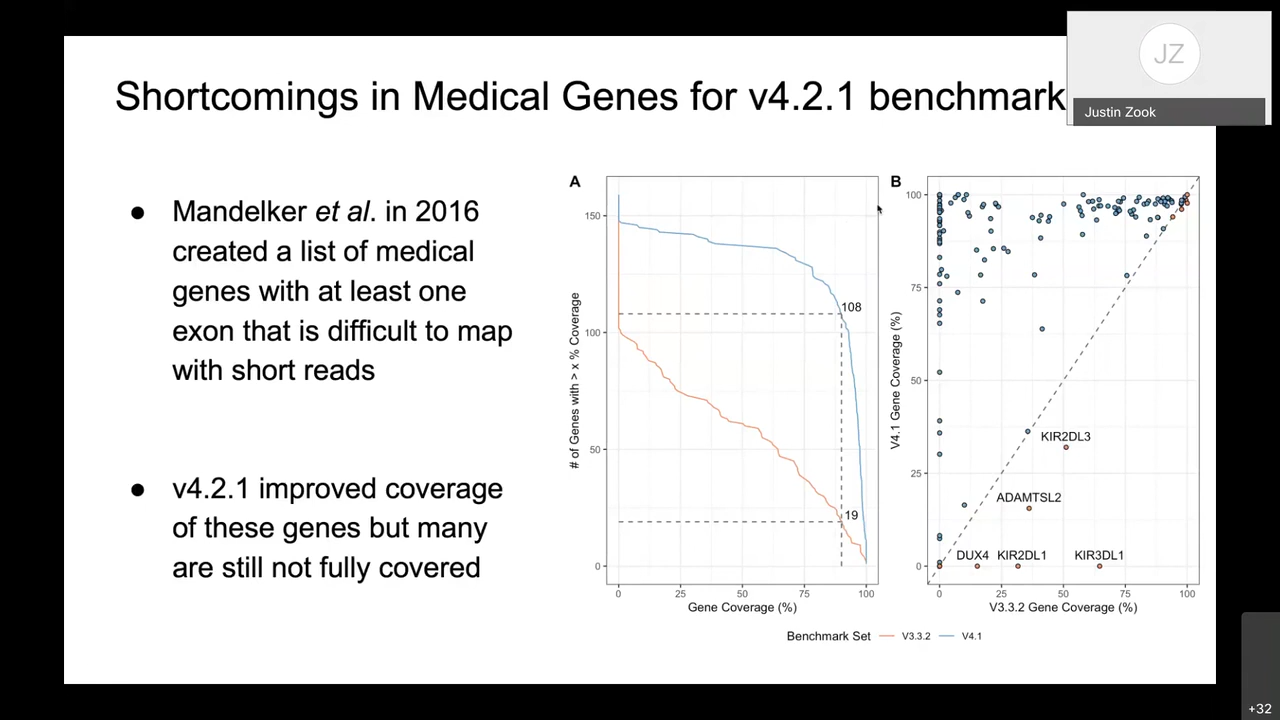 Shortcomings in Medical Genes for v4.2.1 benchmark
JZ
Justin Zook
● Mandelker et al. in 2016
created a list of medical
genes with at least one
exon that is difficult to map
with short reads
● v4.2.1 improved coverage
of these genes but many
are still not fully covered
A
# of Genes with > x % Coverage
150
100
50
0
108
19
0 25 50 75 100
Gene Coverage (%)
B
V4.1 Gene Coverage (%)
100
75
50
25
0
KIR2DL3
ADAMTSL2
DUX4 KIR2DL1 KIR3DL1
0 25 50 75 100
V3.3.2 Gene Coverage (%)
Benchmark Set V3.3.2 V4.1
+32